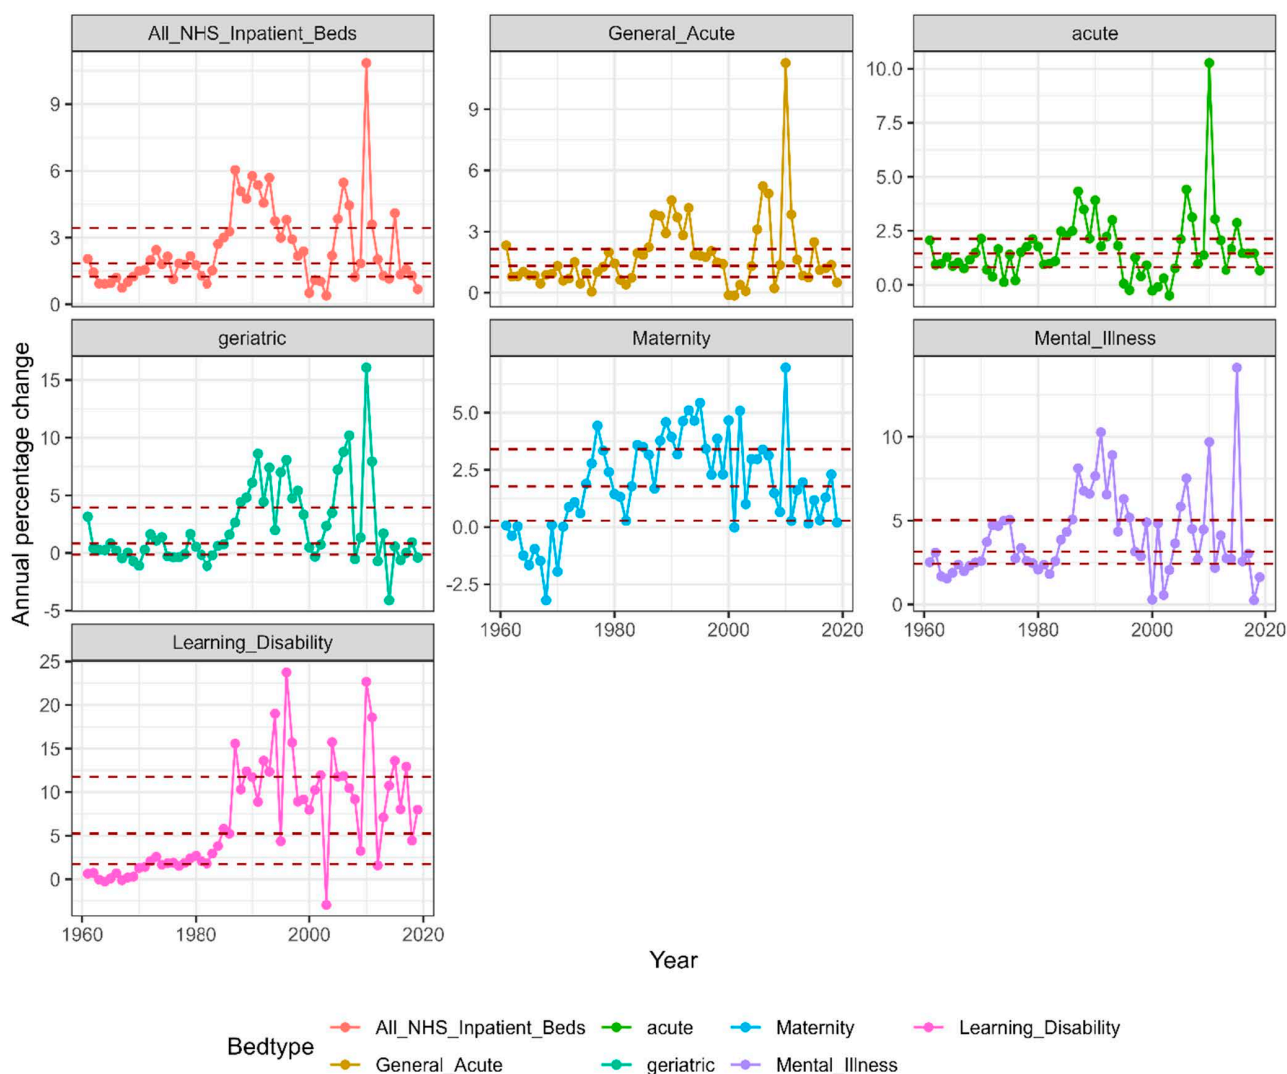 All_NHS_Inpatient_Beds
General_Acute
acute
9
6
3
0
9
6
3
0
10.0
7.5
5.0
2.5
0.0
geriatric
Maternity
Mental_Illness
Annual percentage change
15
10
5
0
-5
5.0
2.5
0.0
-2.5
10
5
0
1960 1980 2000 2020
1960 1980 2000 2020
Learning_Disability
25
20
15
10
5
0
1960 1980 2000 2020
Year
Bedtype
All_NHS_Inpatient_Beds acute Maternity Learning_Disability
General_Acute geriatric Mental_Illness